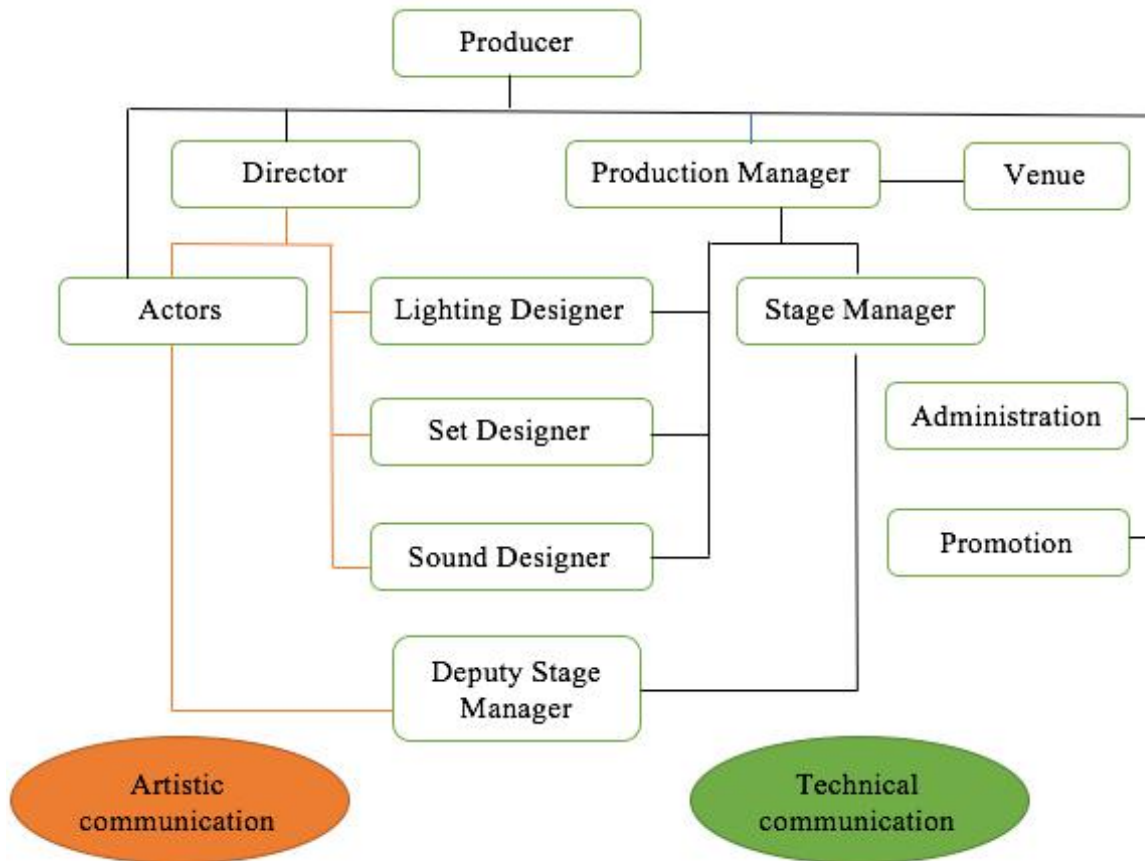 Producer
Director
Production Manager
Venue
Actors
Lighting Designer
Stage Manager
Set Designer
Administration
Sound Designer
Promotion
Deputy Stage
Manager
Artistic
communication
Technical
communication